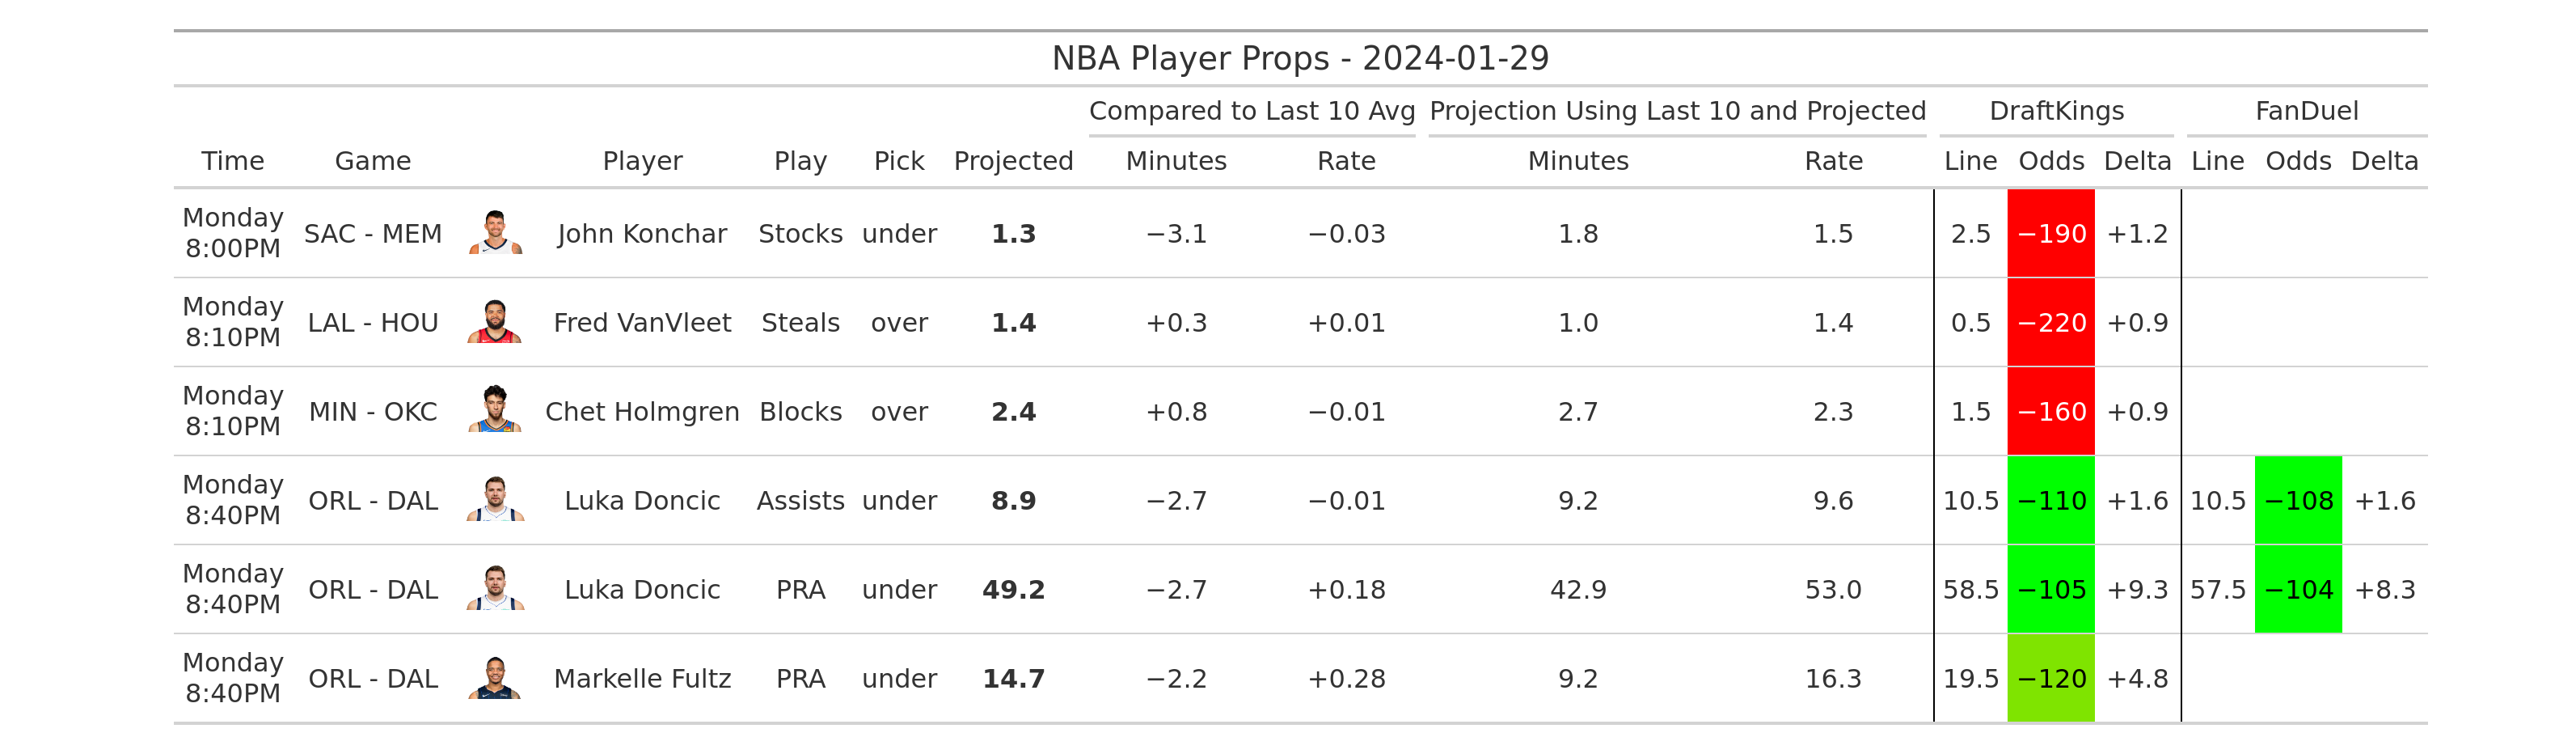 NBA Player Props - 2024-01-29
Compared to Last 10 Avg Projection Using Last 10 and Projected DraftKings FanDuel
Time Game Player Play Pick Projected Minutes Rate Minutes Rate Line Odds Delta Line Odds Delta
Monday
8:00PM SAC - MEM John Konchar Stocks under 1.3 −3.1 −0.03 1.8 1.5 2.5 −190 +1.2
Monday
8:10PM LAL - HOU Fred VanVleet Steals over 1.4 +0.3 +0.01 1.0 1.4 0.5 −220 +0.9
Monday
8:10PM MIN - OKC Chet Holmgren Blocks over 2.4 +0.8 −0.01 2.7 2.3 1.5 −160 +0.9
Monday
8:40PM ORL - DAL Luka Doncic Assists under 8.9 −2.7 −0.01 9.2 9.6 10.5 −110 +1.6 10.5 −108 +1.6
Monday
8:40PM ORL - DAL Luka Doncic PRA under 49.2 −2.7 +0.18 42.9 53.0 58.5 −105 +9.3 57.5 −104 +8.3
Monday
8:40PM ORL - DAL Markelle Fultz PRA under 14.7 −2.2 +0.28 9.2 16.3 19.5 −120 +4.8